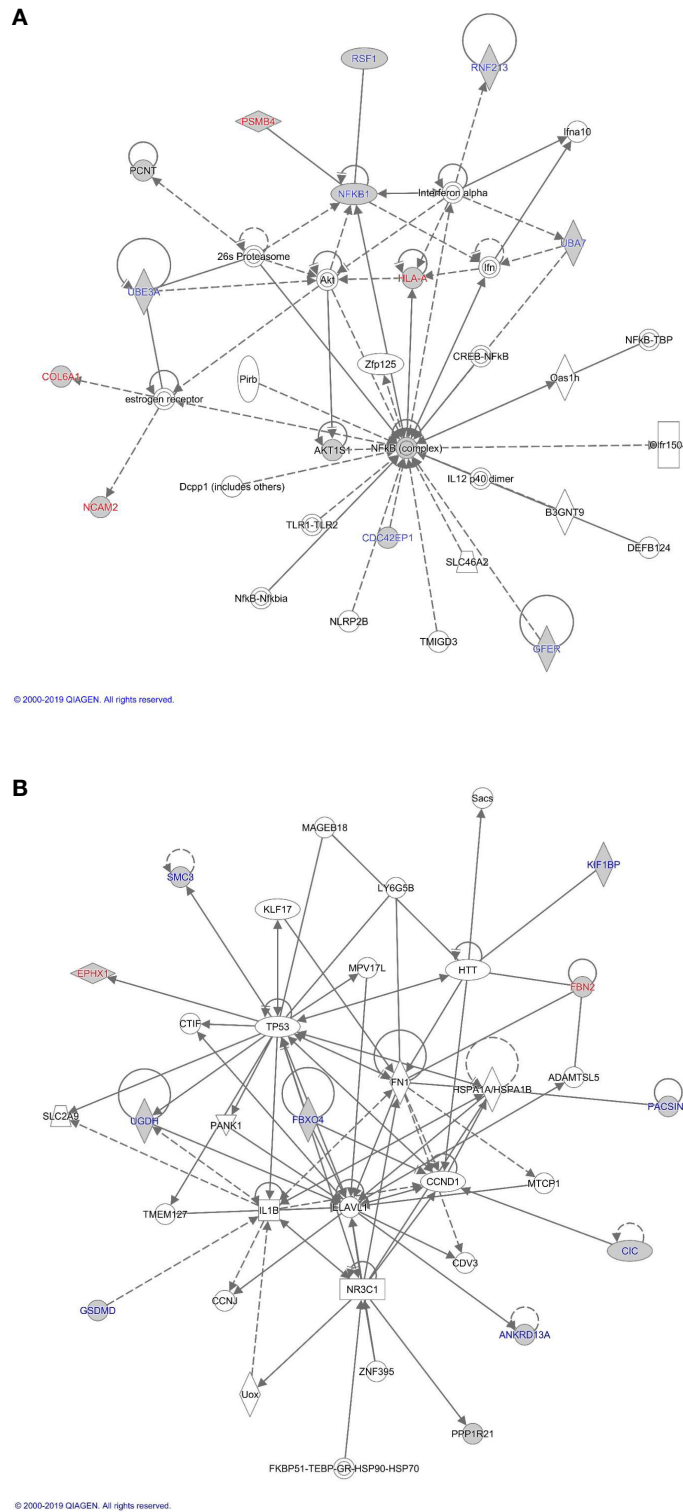 A
RSF1
RNF213
PSMB4
Ifna10
PCNT
NFKB1
Interferon alpha
UBA7
26s Proteasome
Ifn
HLA-A
Akt
UBE3A
NFkB-TBP
CREB-NFkB
Zfp125
Oas1h
COL6A1
Pirb
estrogen receptor
Olfr150
AKT1S1
NFkB (complex)
IL12 p40 dimer
Dcpp1 (includes others)
NCAM2
B3GNT9
TLR1-TLR2
CDC42EP1
DEFB124
SLC46A2
NfkB-Nfkbia
NLRP2B
TMIGD3
GFER
© 2000-2019 QIAGEN. All rights reserved.
B
Sacs
MAGEB18
KIF1BP
SMC3
LY6G5B
KLF17
MPV17L
HTT
EPHX1
FBN2
CTIF
TP53
FN1
HSPA1A/HSPA1B
ADAMTSL5
SLC2A9
UGDH
PANK1
FBXO4
PACSIN
CCND1
MTCP1
TMEM127
IL1B
ELAVL1
CIC
CDV3
NR3C1
GSDMD
CCNJ
ANKRD13A
ZNF395
Uox
PPP1R21
FKBP51-TEBP-GR-HSP90-HSP70
© 2000-2019 QIAGEN. All rights reserved.